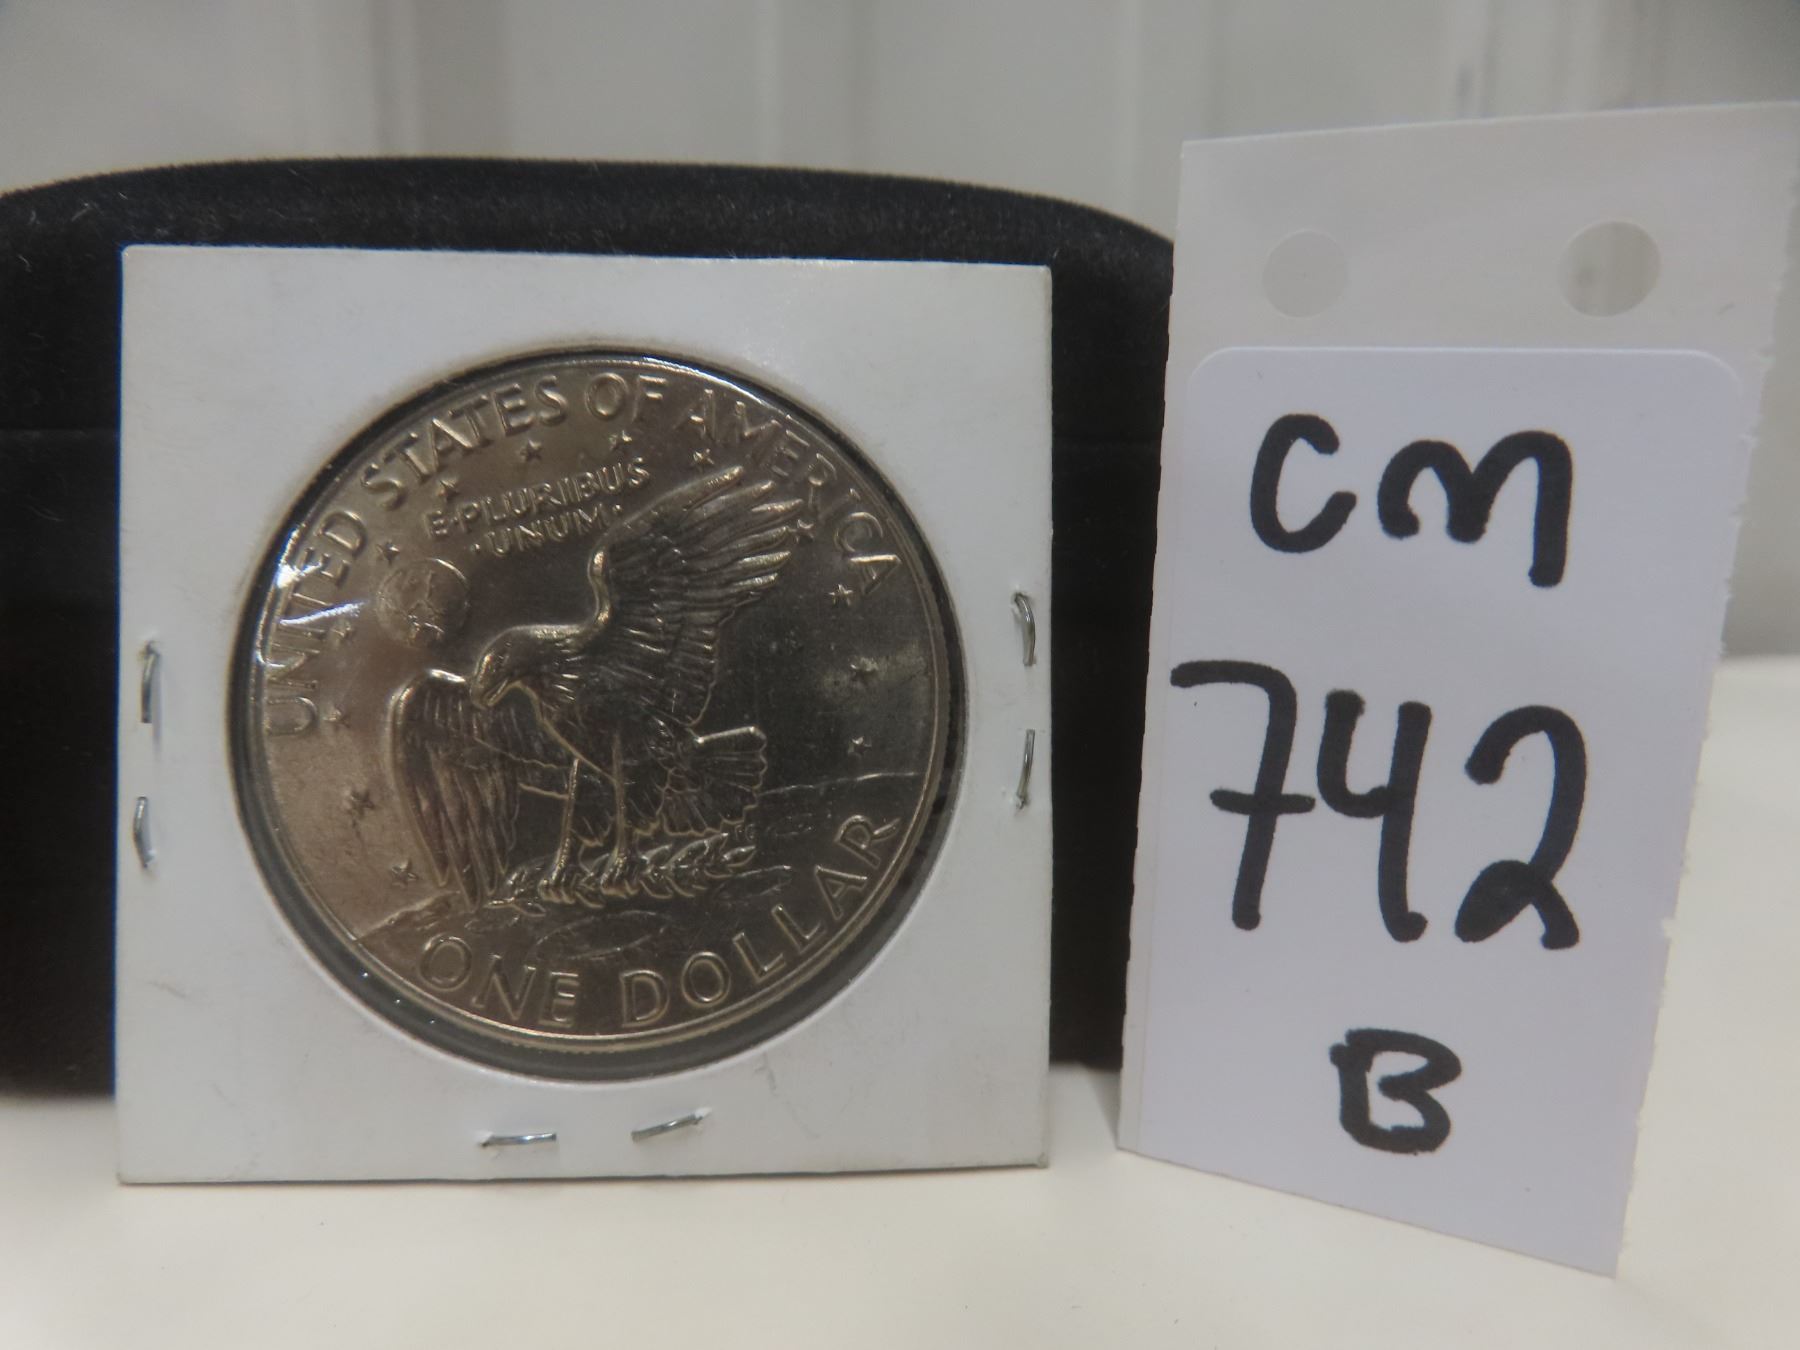 UNITED STATES OF AMERICA
E·PLURIBUS
·UNUM·
ONE DOLLAR
CM
742
B